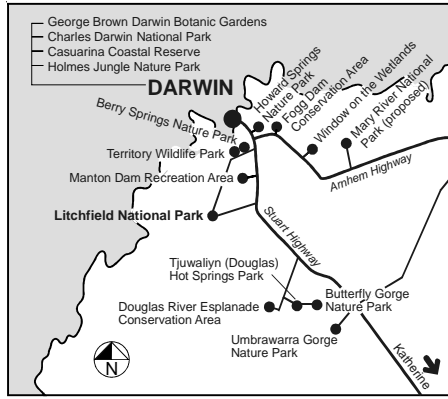 George Brown Darwin Botanic Gardens
Charles Darwin National Park
Casuarina Coastal Reserve
Holmes Jungle Nature Park
DARWIN
Howard Springs
Nature Park
Fogg Dam
Conservation Area
Window on the Wetlands
Mary River National
Park (proposed)
Berry Springs Nature Park
Territory Wildlife Park
Manton Dam Recreation Area
Arnhem Highway
Litchfield National Park
Stuart Highway
Tjuwaliyn (Douglas)
Hot Springs Park
Butterfly Gorge
Nature Park
Douglas River Esplanade
Conservation Area
Umbrawarra Gorge
Nature Park
Katherine
N